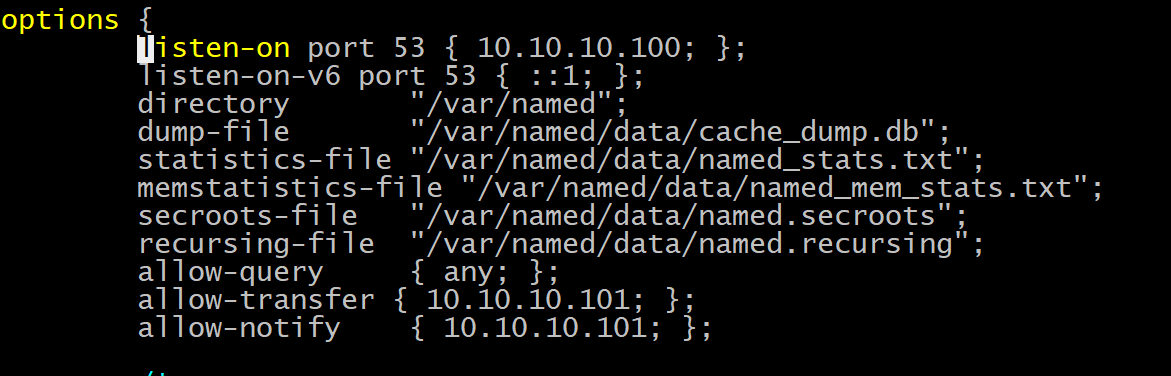 options {
listen-on port 53 { 10.10.10.100; };
listen-on-v6 port 53 { ::1; };
directory "/var/named";
dump-file "/var/named/data/cache_dump.db";
statistics-file "/var/named/data/named_stats.txt";
memstatistics-file "/var/named/data/named_mem_stats.txt";
secroots-file "/var/named/data/named.secroots";
recursing-file "/var/named/data/named.recursing";
allow-query { any; };
allow-transfer { 10.10.10.101; };
allow-notify { 10.10.10.101; };